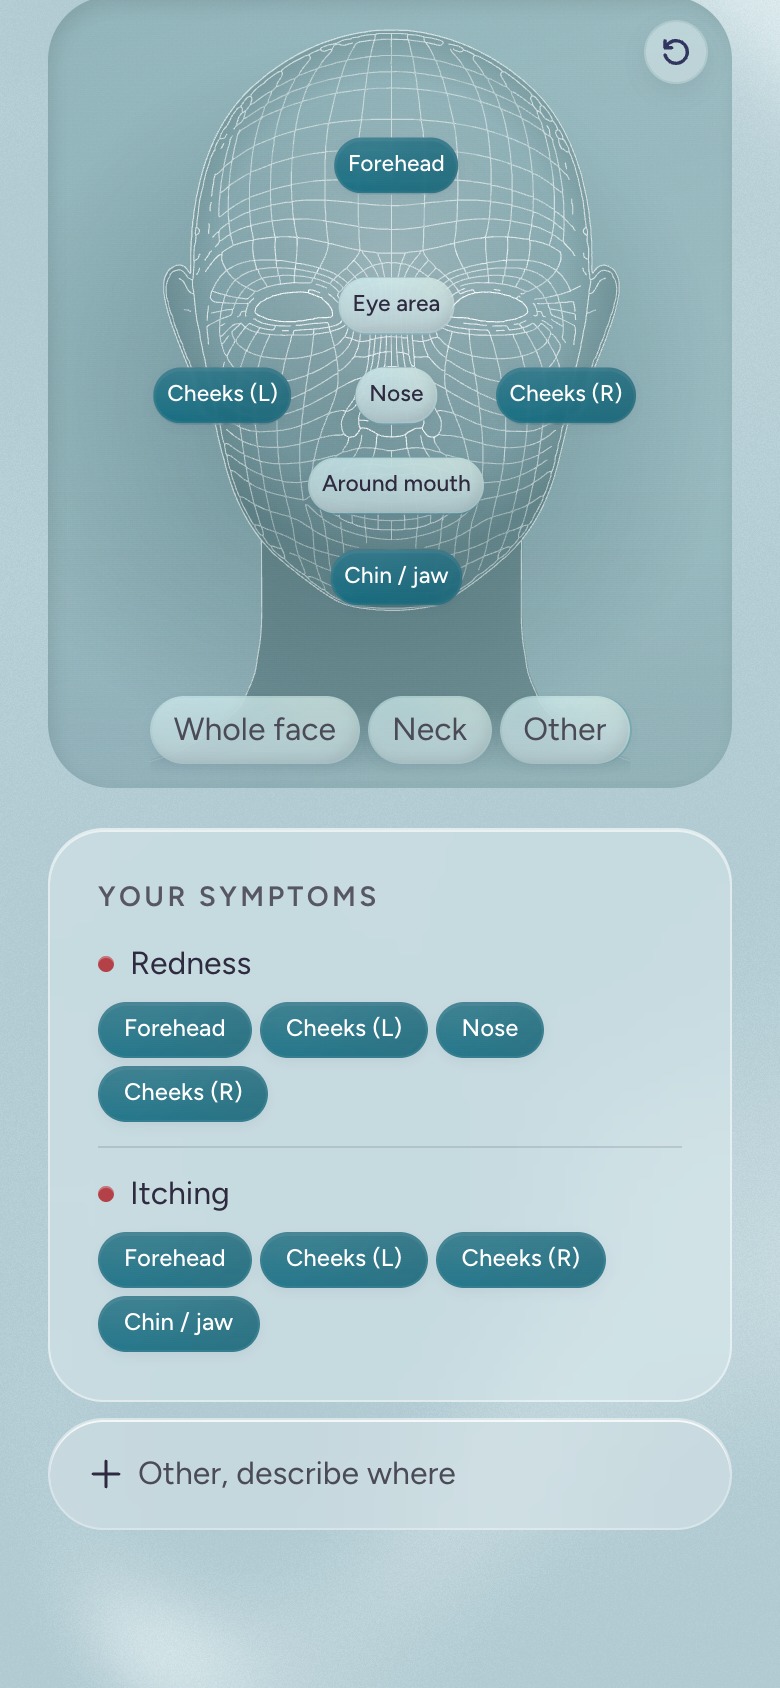 Forehead
Eye area
Cheeks (L) Nose Cheeks (R)
Around mouth
Chin / jaw
Whole face Neck Other
YOUR SYMPTOMS
Redness
Forehead Cheeks (L) Nose
Cheeks (R)
Itching
Forehead Cheeks (L) Cheeks (R)
Chin / jaw
Other, describe where